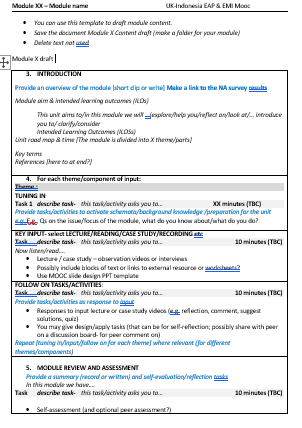 Module XX – Module name UK-Indonesia EAP & EMI Mooc
• You can use this template to draft module content.
• Save the document Module X Content draft (make a folder for your module)
• Delete text not used
Module X draft
3. INTRODUCTION
Provide an overview of the module [short clip or write] Make a link to the NA survey results
Module aim & intended learning outcomes (ILOs)
This unit aims to/in this module we will …(explore/help you/reflect on/look at/… introduce
you to/ clarify/consider
Intended Learning Outcomes (ILOs)
Unit road map & time [The module is divided into X theme/parts]
Key terms
References [here to at end?]
4. For each theme/component of input:
Theme :
TUNING IN
Task 1 describe task- this task/activity asks you to... XX minutes (TBC)
Provide tasks/activities to activate schemata/background knowledge /preparation for the unit
e.g. Qs on the issue/focus of the module, what do you know about/what do you do?
KEY INPUT- select LECTURE/READING/CASE STUDY/RECORDING etc
Task describe task- this task/activity asks you to... 10 minutes (TBC)
Now listen/read….
• Lecture / case study – observation videos or interviews
• Possibly include blocks of text or links to external resource or worksheets?
• Use MOOC slide design PPT template
FOLLOW ON TASKS/ACTIVITIES:
Task describe task- this task/activity asks you to... 10 minutes (TBC)
Provide tasks/activities as response to input
• Responses to input lecture or case study videos (e.g. reflection, comment, suggest
solutions, quiz)
• You may give design/apply tasks (that can be for self-reflection; possibly share with peer
on a discussion board- for peer comment on)
Repeat [tuning in/input/follow on for each theme] where relevant [for different
themes/components]
5. MODULE REVIEW AND ASSESSMENT
Provide a summary (record or written) and self-evaluation/reflection tasks
In this module we have….
Task describe task- this task/activity asks you to... 10 minutes (TBC)
• Self-assessment (and optional peer assessment?)